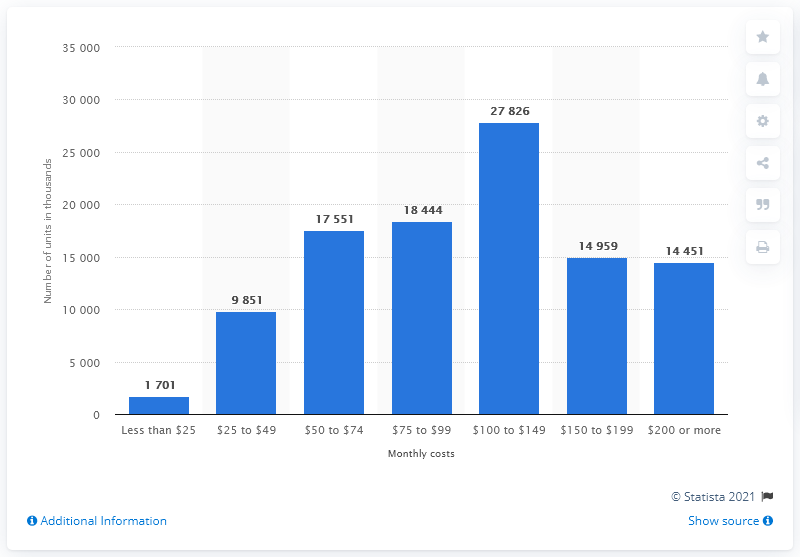 35 000
30 000
25 000
20 000
15 000
10 000
5 000
0
Number of units in thousands
1 701
9 851
17 551
18 444
27 826
14 959
14 451
Less than $25
$25 to $49
$50 to $74
$75 to $99
$100 to $149
$150 to $199
$200 or more
Monthly costs
© Statista 2021
Additional Information
Show source